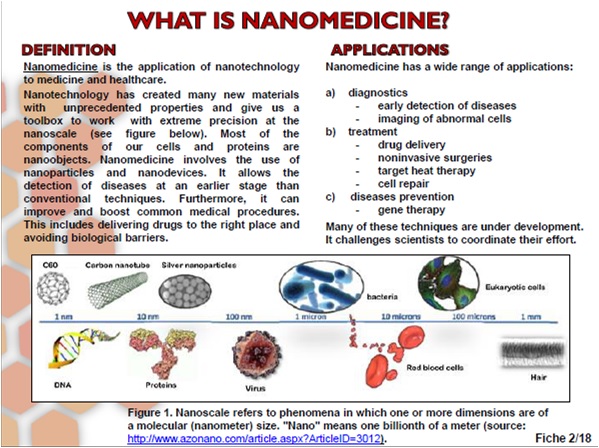 WHAT IS NANOMEDICINE?
DEFINITION
Nanomedicine is the application of nanotechnology
to medicine and healthcare.
Nanotechnology has created many new materials
with unprecedented properties and give us a
toolbox to work with extreme precision at the
nanoscale (see figure below). Most of the
components of our cells and proteins are
nanoobjects. Nanomedicine involves the use of
nanoparticles and nanodevices. It allows the
detection of diseases at an earlier stage than
conventional techniques. Furthermore, it can
improve and boost common medical procedures.
This includes delivering drugs to the right place and
avoiding biological barriers.
APPLICATIONS
Nanomedicine has a wide range of applications:
a) diagnostics
- early detection of diseases
- imaging of abnormal cells
b) treatment
- drug delivery
- noninvasive surgeries
- target heat therapy
- cell repair
c) diseases prevention
- gene therapy
Many of these techniques are under development.
It challenges scientists to coordinate their effort.
C60 Carbon nanotube Silver nanoparticles
bacteria
Eukaryotic cells
1 nm 10 nm 100 nm 1 micron 10 microns 100 microns 1 mm
DNA Proteins Virus Red blood cells Hair
Figure 1. Nanoscale refers to phenomena in which one or more dimensions are of
a molecular (nanometer) size. "Nano" means one billionth of a meter (source:
http://www.azonano.com/article.aspx?ArticleID=3012).
Fiche 2/18